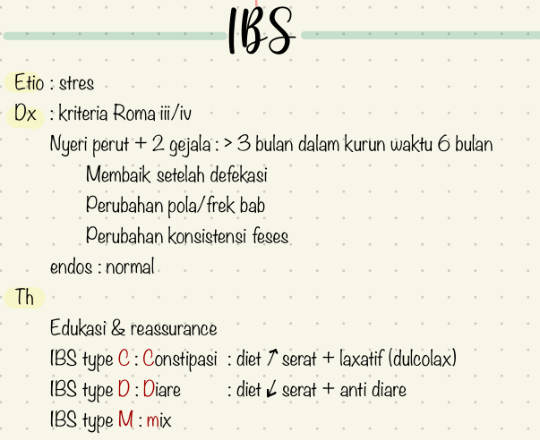 IBS
Etio : stres
Dx : kriteria Roma iii/iv
Nyeri perut + 2 gejala : > 3 bulan dalam kurun waktu 6 bulan
Membaik setelah defekasi
Perubahan pola/frek bab
Perubahan konsistensi feses
endos : normal
Th
Edukasi & reassurance
IBS type C : Constipasi : diet ↗ serat + laxatif (dulcolax)
IBS type D : Diare : diet ↙ serat + anti diare
IBS type M : mix